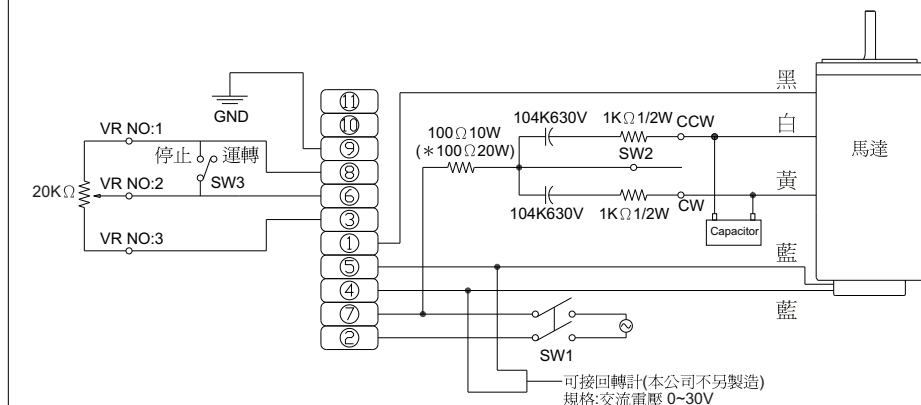 ⑪
⑩
⑨
⑧
⑥
③
①
⑤
④
⑦
②
GND
VR NO:1
停止 運轉
SW3
20KΩ
VR NO:2
VR NO:3
100Ω10W
(*100Ω20W)
104K630V
1KΩ1/2W
CCW
SW2
104K630V
1KΩ1/2W
CW
Capacitor
黑
白
黃
藍
藍
馬達
SW1
可接回轉計(本公司不另製造)
規格:交流電壓 0~30V